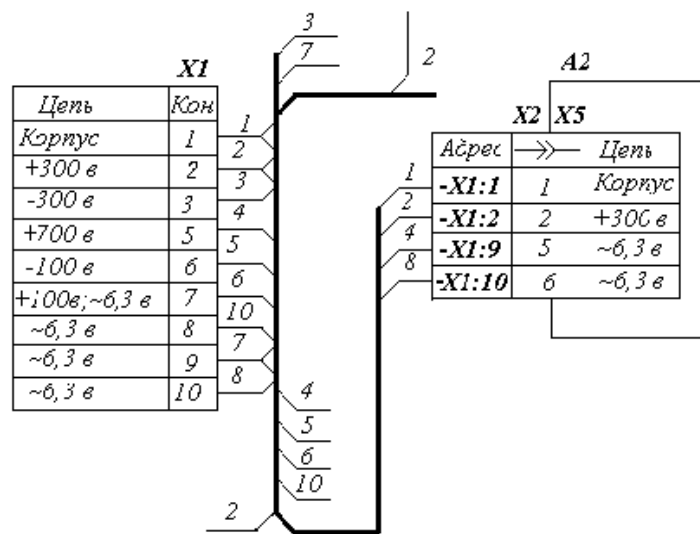 3
7
2
X1
A2
X2 X5
Цепь Кон
Корпус 1
+300 в 2
-300 в 3
+700 в 5
-100 в 6
+100в;~6,3 в 7
~6,3 в 8
~6,3 в 9
~6,3 в 10
1
2
3
4
5
6
10
7
8
Адрес Цепь
-X1:1 1 Корпус
-X1:2 2 +300 в
-X1:9 5 ~6,3 в
-X1:10 6 ~6,3 в
1
2
4
8
4
5
6
10
2